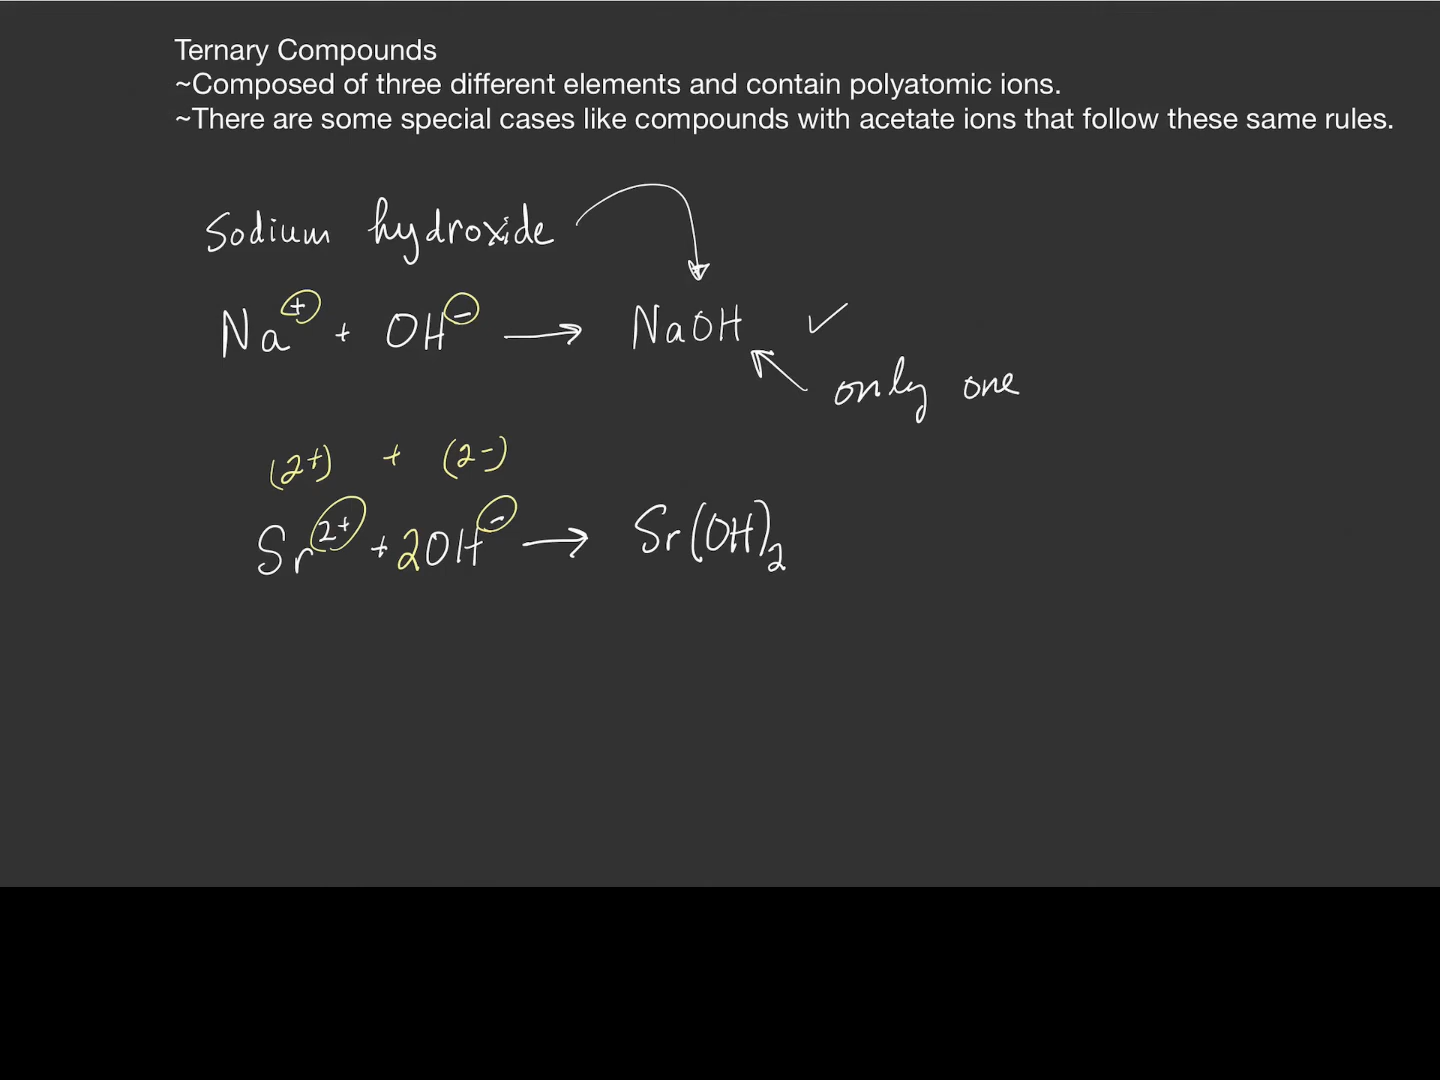 Ternary Compounds
~Composed of three different elements and contain polyatomic ions.
~There are some special cases like compounds with acetate ions that follow these same rules.
Sodium hydroxide
Na⁺ + OH⁻ → NaOH ✓
only one
(2+) + (2-)
Sr²⁺ + 2OH⁻ → Sr(OH)₂